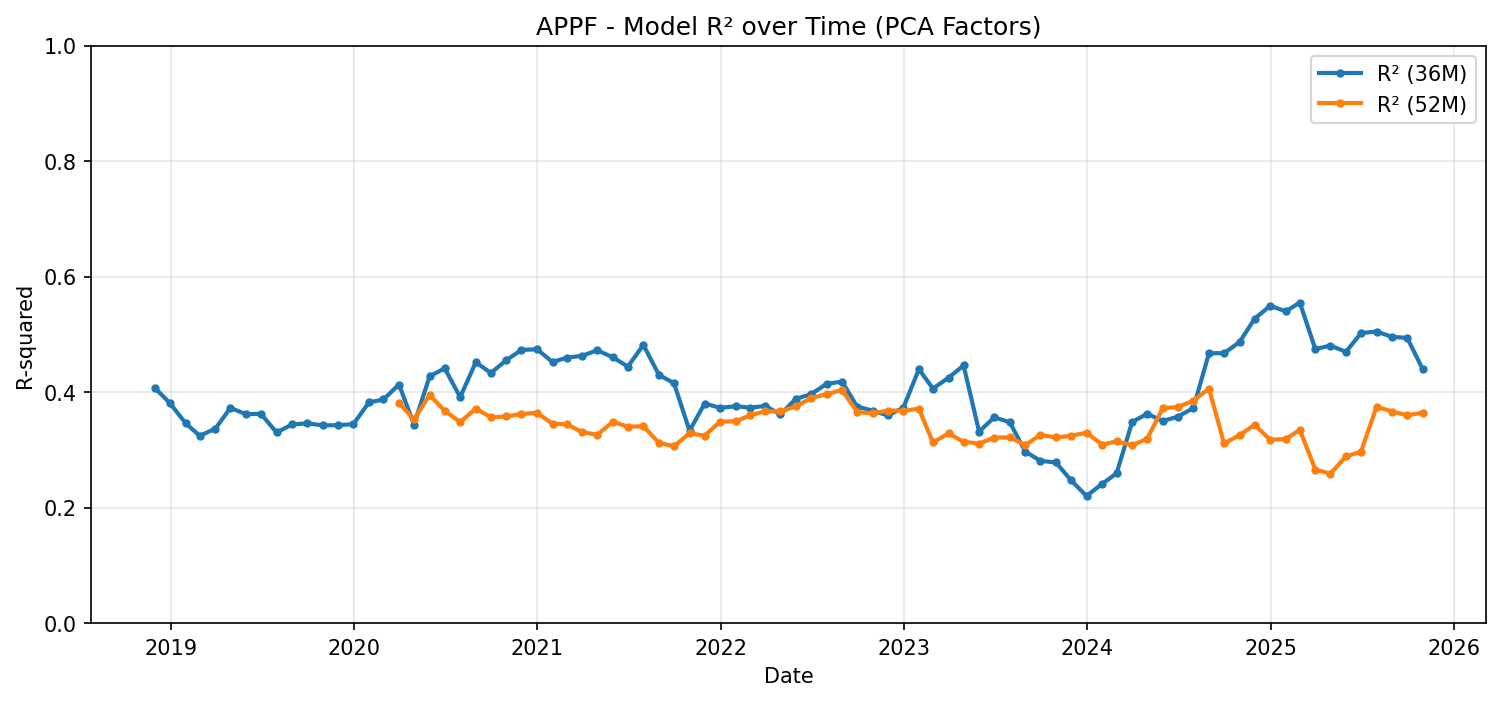 APPF - Model R² over Time (PCA Factors)
1.0
0.8
0.6
0.4
0.2
0.0
R-squared
R² (36M)
R² (52M)
2019 2020 2021 2022 2023 2024 2025 2026
Date